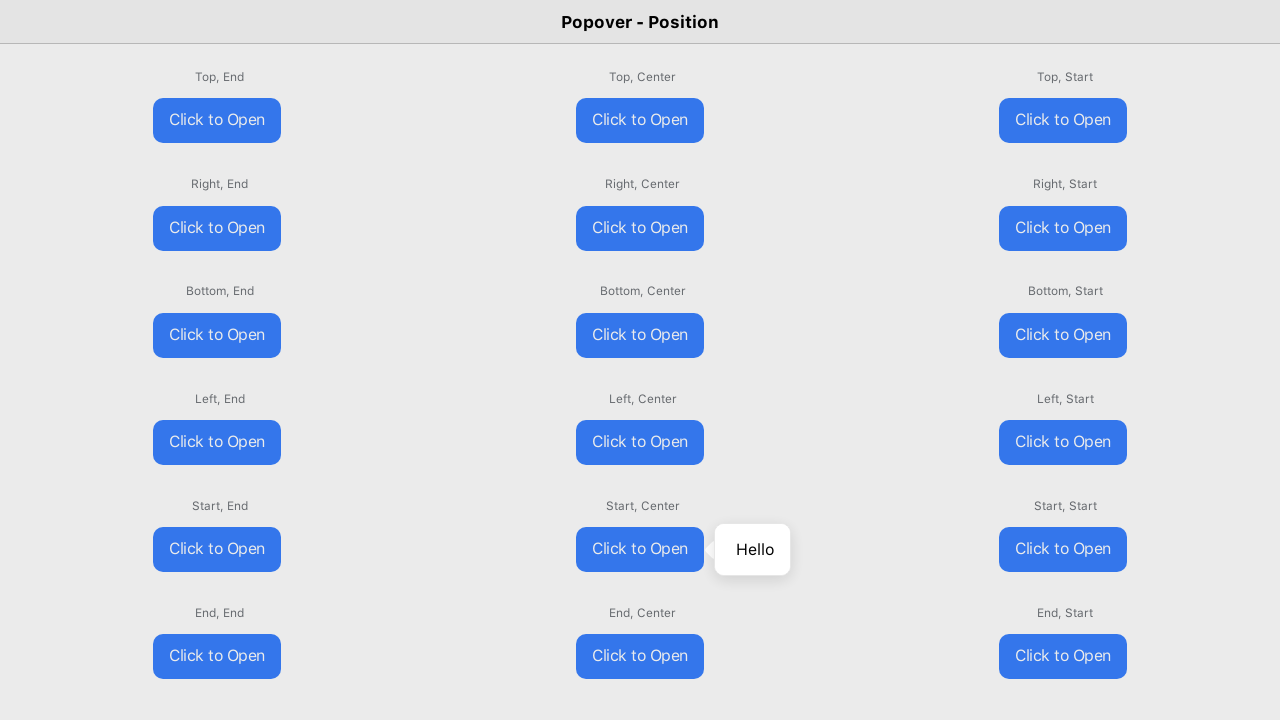 Popover - Position
Top, End
Top, Center
Top, Start
Click to Open
Click to Open
Click to Open
Right, End
Right, Center
Right, Start
Click to Open
Click to Open
Click to Open
Bottom, End
Bottom, Center
Bottom, Start
Click to Open
Click to Open
Click to Open
Left, End
Left, Center
Left, Start
Click to Open
Click to Open
Click to Open
Start, End
Start, Center
Start, Start
Click to Open
Click to Open
Hello
Click to Open
End, End
End, Center
End, Start
Click to Open
Click to Open
Click to Open